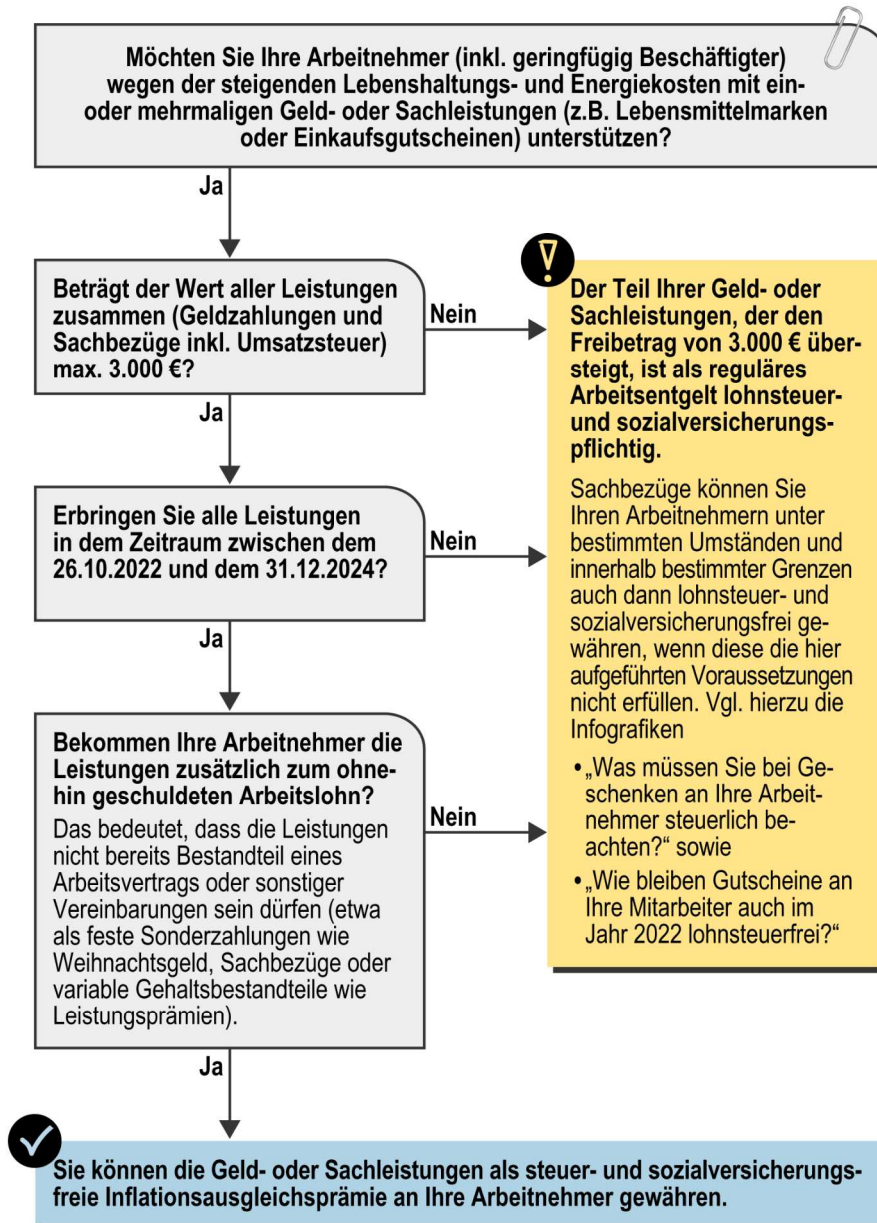 Möchten Sie Ihre Arbeitnehmer (inkl. geringfügig Beschäftigter)
wegen der steigenden Lebenshaltungs- und Energiekosten mit ein-
oder mehrmaligen Geld- oder Sachleistungen (z.B. Lebensmittelmarken
oder Einkaufsgutscheinen) unterstützen?
Ja
Beträgt der Wert aller Leistungen
zusammen (Geldzahlungen und
Sachbezüge inkl. Umsatzsteuer)
max. 3.000 €?
Nein
Ja
Erbringen Sie alle Leistungen
in dem Zeitraum zwischen dem
26.10.2022 und dem 31.12.2024?
Nein
Ja
Bekommen Ihre Arbeitnehmer die
Leistungen zusätzlich zum ohne-
hin geschuldeten Arbeitslohn?
Das bedeutet, dass die Leistungen
nicht bereits Bestandteil eines
Arbeitsvertrags oder sonstiger
Vereinbarungen sein dürfen (etwa
als feste Sonderzahlungen wie
Weihnachtsgeld, Sachbezüge oder
variable Gehaltsbestandteile wie
Leistungsprämien).
Nein
Ja
Der Teil Ihrer Geld- oder
Sachleistungen, der den
Freibetrag von 3.000 € über-
steigt, ist als reguläres
Arbeitsentgelt lohnsteuer-
und sozialversicherungs-
pflichtig.
Sachbezüge können Sie
Ihren Arbeitnehmern unter
bestimmten Umständen und
innerhalb bestimmter Grenzen
auch dann lohnsteuer- und
sozialversicherungsfrei ge-
währen, wenn diese die hier
aufgeführten Voraussetzungen
nicht erfüllen. Vgl. hierzu die
Infografiken
• „Was müssen Sie bei Ge-
schenken an Ihre Arbeit-
nehmer steuerlich be-
achten?“ sowie
• „Wie bleiben Gutscheine an
Ihre Mitarbeiter auch im
Jahr 2022 lohnsteuerfrei?“
Sie können die Geld- oder Sachleistungen als steuer- und sozialversicherungs-
freie Inflationsausgleichsprämie an Ihre Arbeitnehmer gewähren.